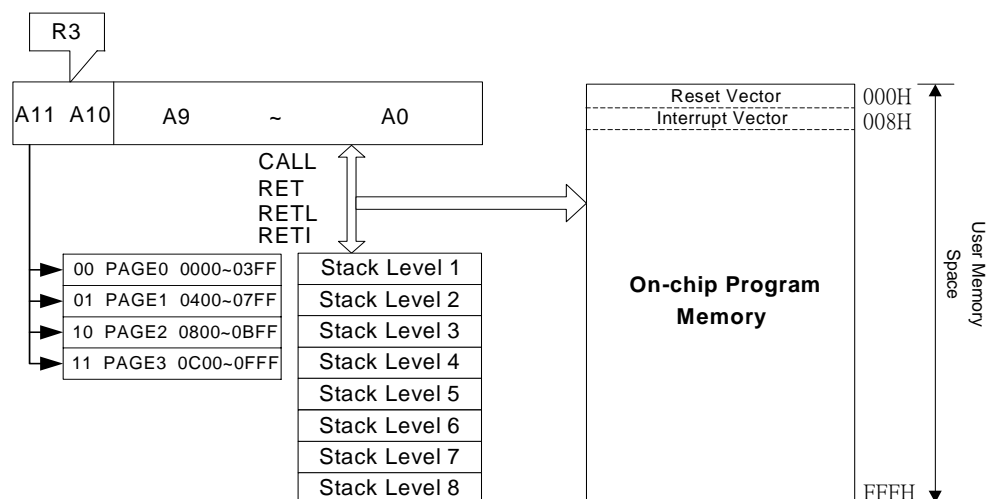 R3
A11 A10 A9 ~ A0
CALL
RET
RETL
RETI
00 PAGE0 0000~03FF
01 PAGE1 0400~07FF
10 PAGE2 0800~0BFF
11 PAGE3 0C00~0FFF
Stack Level 1
Stack Level 2
Stack Level 3
Stack Level 4
Stack Level 5
Stack Level 6
Stack Level 7
Stack Level 8
Reset Vector
000H
Interrupt Vector
008H
On-chip Program
Memory
User Memory
Space
FFFH